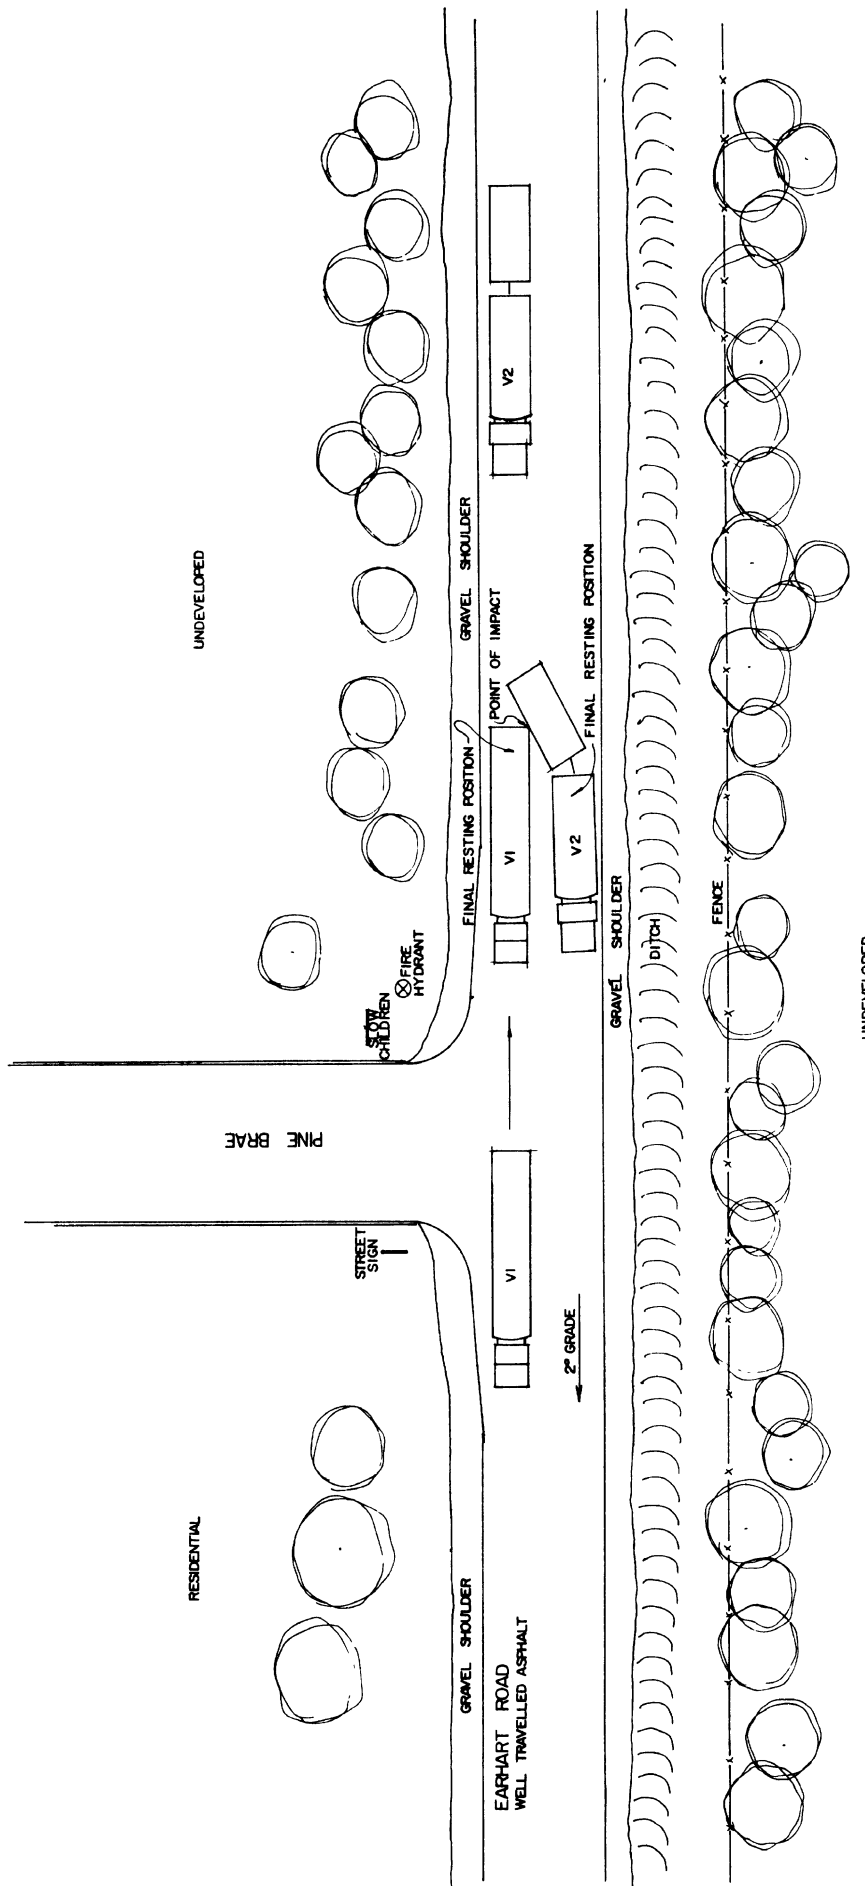 UNDEVELOPED
RESIDENTIAL
PINE BRAE
STREET
SIGN
SLOW
CHILDREN
FIRE
HYDRANT
GRAVEL SHOULDER
GRAVEL SHOULDER
FINAL RESTING POSITION
POINT OF IMPACT
EARHART ROAD
WELL TRAVELLED ASPHALT
V1
V1
V2
V2
2° GRADE
FINAL RESTING POSITION
GRAVEL SHOULDER
DITCH
FENCE
UNDEVELOPED